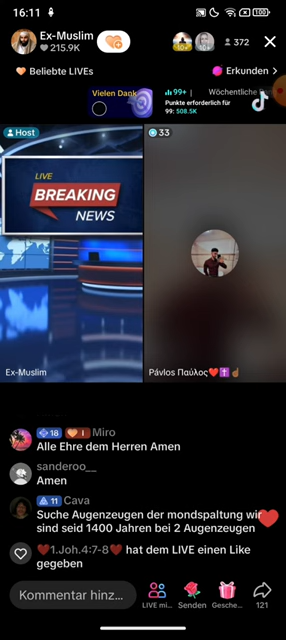 16:11
100
Ex-Muslim
215.9K
10+
372
Beliebte LIVEs
Erkunden >
Vielen Dank
99+ | Wöchentliche
Punkte erforderlich für
99: 508.5K
Host
33
LIVE
BREAKING
NEWS
Ex-Muslim
Pávlos Παύλος❤️✝️☝🏾
18 I Miro
Alle Ehre dem Herren Amen
sanderoo__
Amen
11 Cava
Suche Augenzeugen der mondspaltung wir
sind seid 1400 Jahren bei 2 Augenzeugen
❤️1.Joh.4:7-8❤️ hat dem LIVE einen Like
gegeben
Kommentar hinz...
LIVE mi...
Senden
Gesche...
121